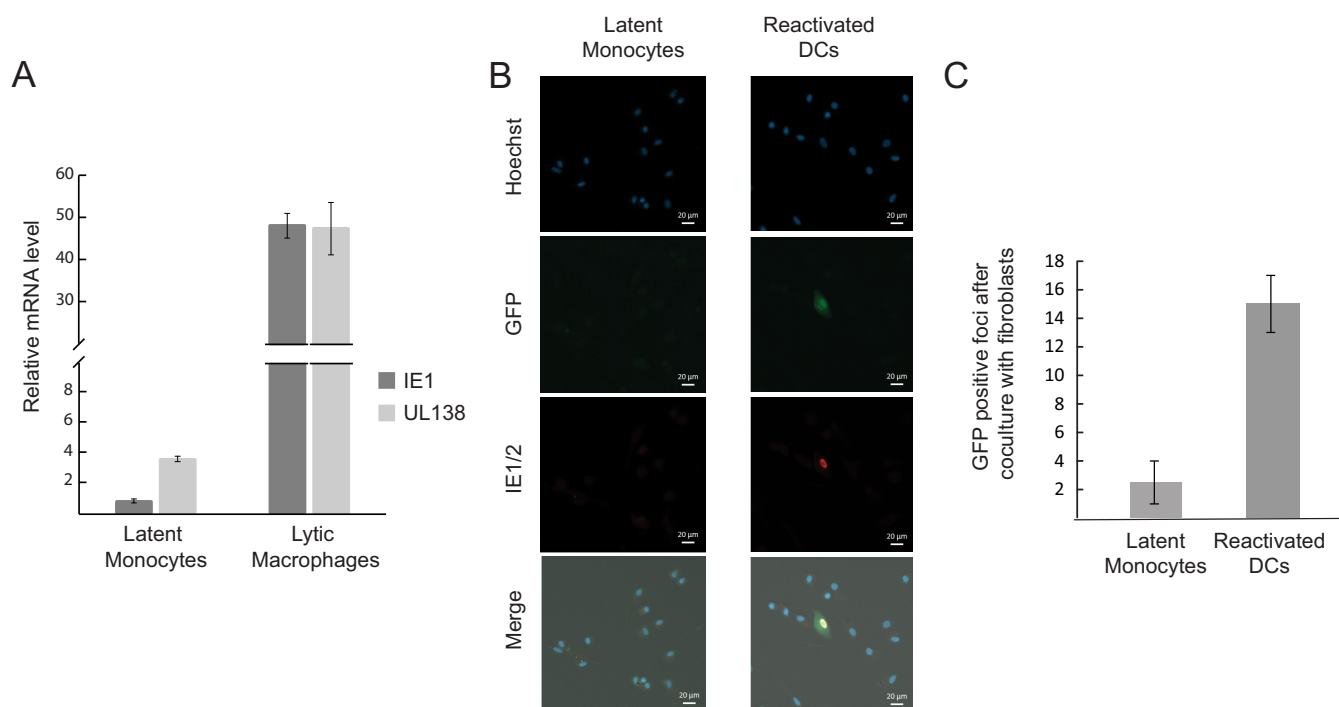 A
Relative mRNA level
60
50
40
30
8
6
4
2
IE1
UL138
Latent
Monocytes
Lytic
Macrophages
B
Latent
Monocytes
Reactivated
DCs
Hoechst
20 µm
20 µm
GFP
20 µm
20 µm
IE1/2
20 µm
20 µm
Merge
20 µm
20 µm
C
GFP positive foci after
coculture with fibroblasts
18
16
14
12
10
8
6
4
2
Latent
Monocytes
Reactivated
DCs